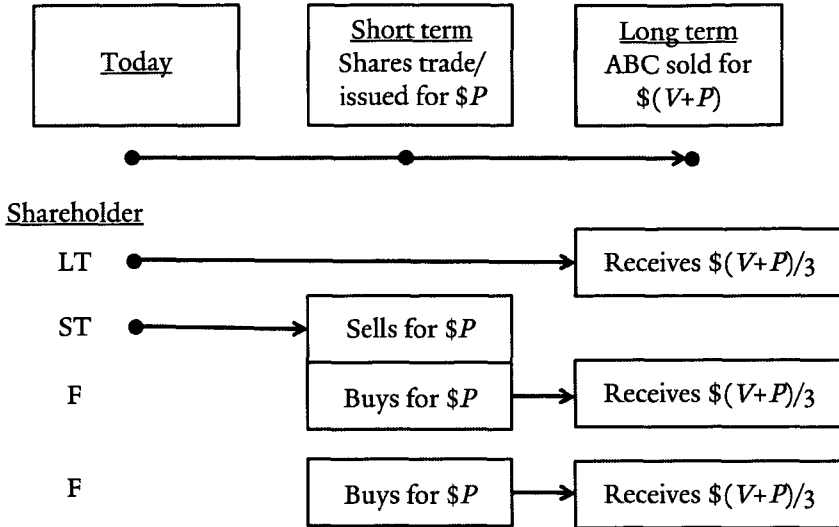 Today
Short term
Shares trade/
issued for $P
Long term
ABC sold for
$(V+P)
Shareholder
LT
Receives $(V+P)/3
ST
Sells for $P
F
Buys for $P
Receives $(V+P)/3
F
Buys for $P
Receives $(V+P)/3